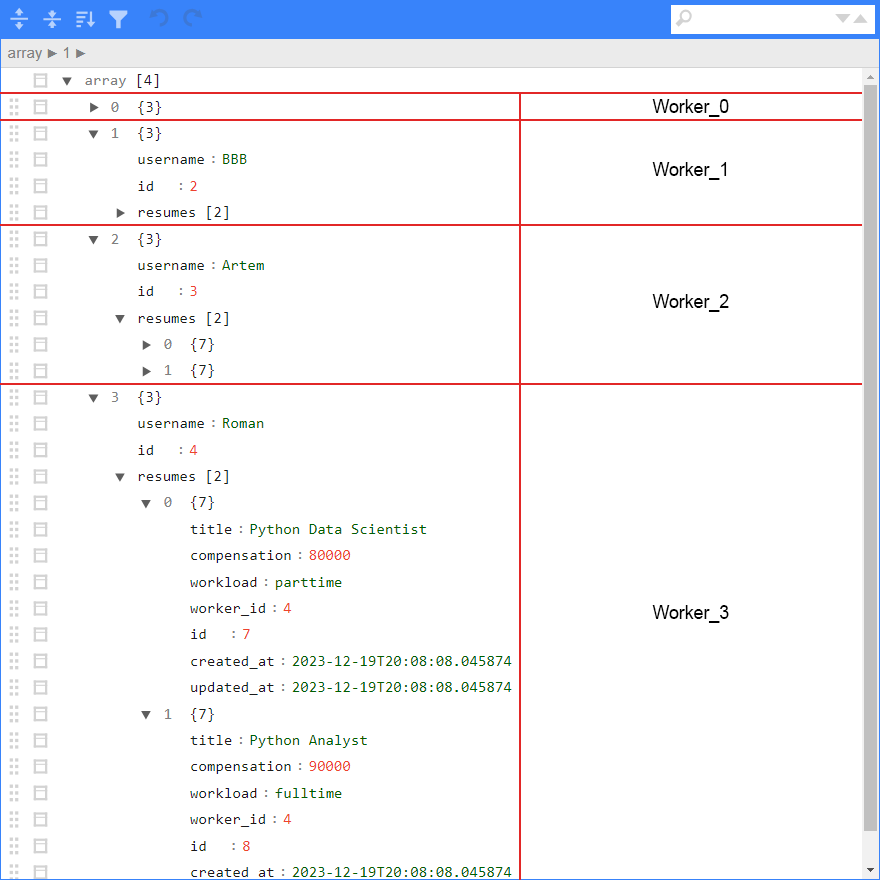 array ▶ 1 ▶
▼ array [4]
▶ 0 {3} Worker_0
▼ 1 {3}
username : BBB
Worker_1
id : 2
▶ resumes [2]
▼ 2 {3}
username : Artem
id : 3
Worker_2
▼ resumes [2]
▶ 0 {7}
▶ 1 {7}
▼ 3 {3}
username : Roman
id : 4
▼ resumes [2]
▼ 0 {7}
title : Python Data Scientist
compensation : 80000
workload : parttime
worker_id : 4
Worker_3
id : 7
created_at : 2023-12-19T20:08:08.045874
updated_at : 2023-12-19T20:08:08.045874
▼ 1 {7}
title : Python Analyst
compensation : 90000
workload : fulltime
worker_id : 4
id : 8
created_at : 2023-12-19T20:08:08.045874